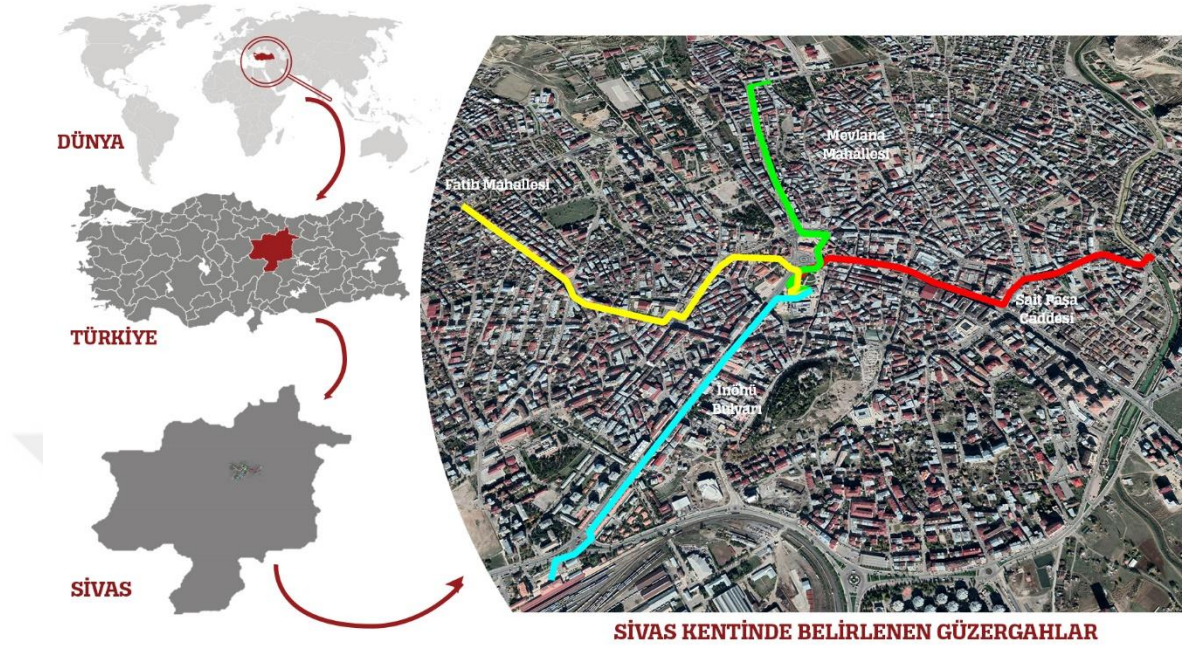 DÜNYA
TÜRKİYE
SİVAS
Fatih Mahallesi
Mevlana
Mahallesi
Sait Paşa
Caddesi
İnönü
Bulvarı
SİVAS KENTİNDE BELİRLENEN GÜZERGAHLAR